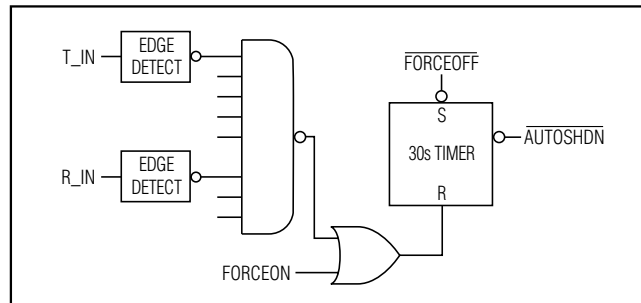 T_IN
EDGE
DETECT
R_IN
EDGE
DETECT
FORCEON
FORCEOFF
S
30s TIMER
R
AUTOSHDN